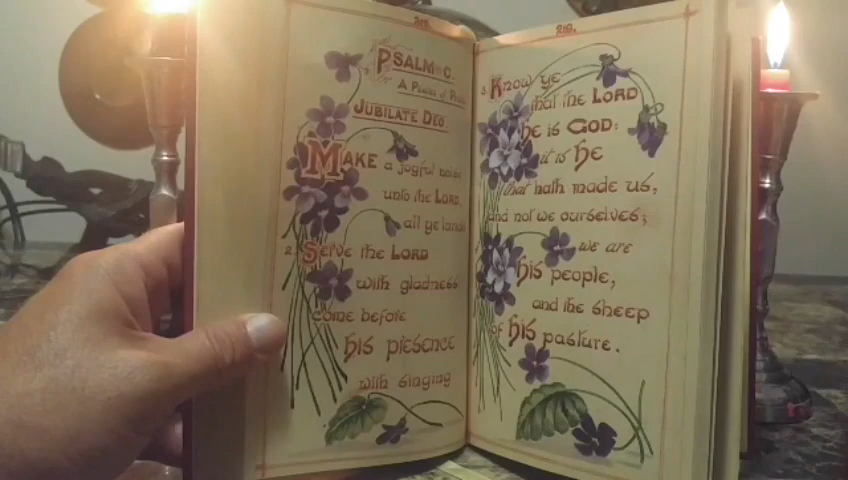 PSALM C.
A Psalm of Praise
JUBILATE DEO.
MAKE a joyful noise
unto the LORD,
all ye lands
2. Serve the LORD
with gladness
come before
his presence
with singing
210.
3. Know ye
that the LORD
he is GOD:
it is he
that hath made us,
and not we ourselves;
we are
his people,
and the sheep
of his pasture.